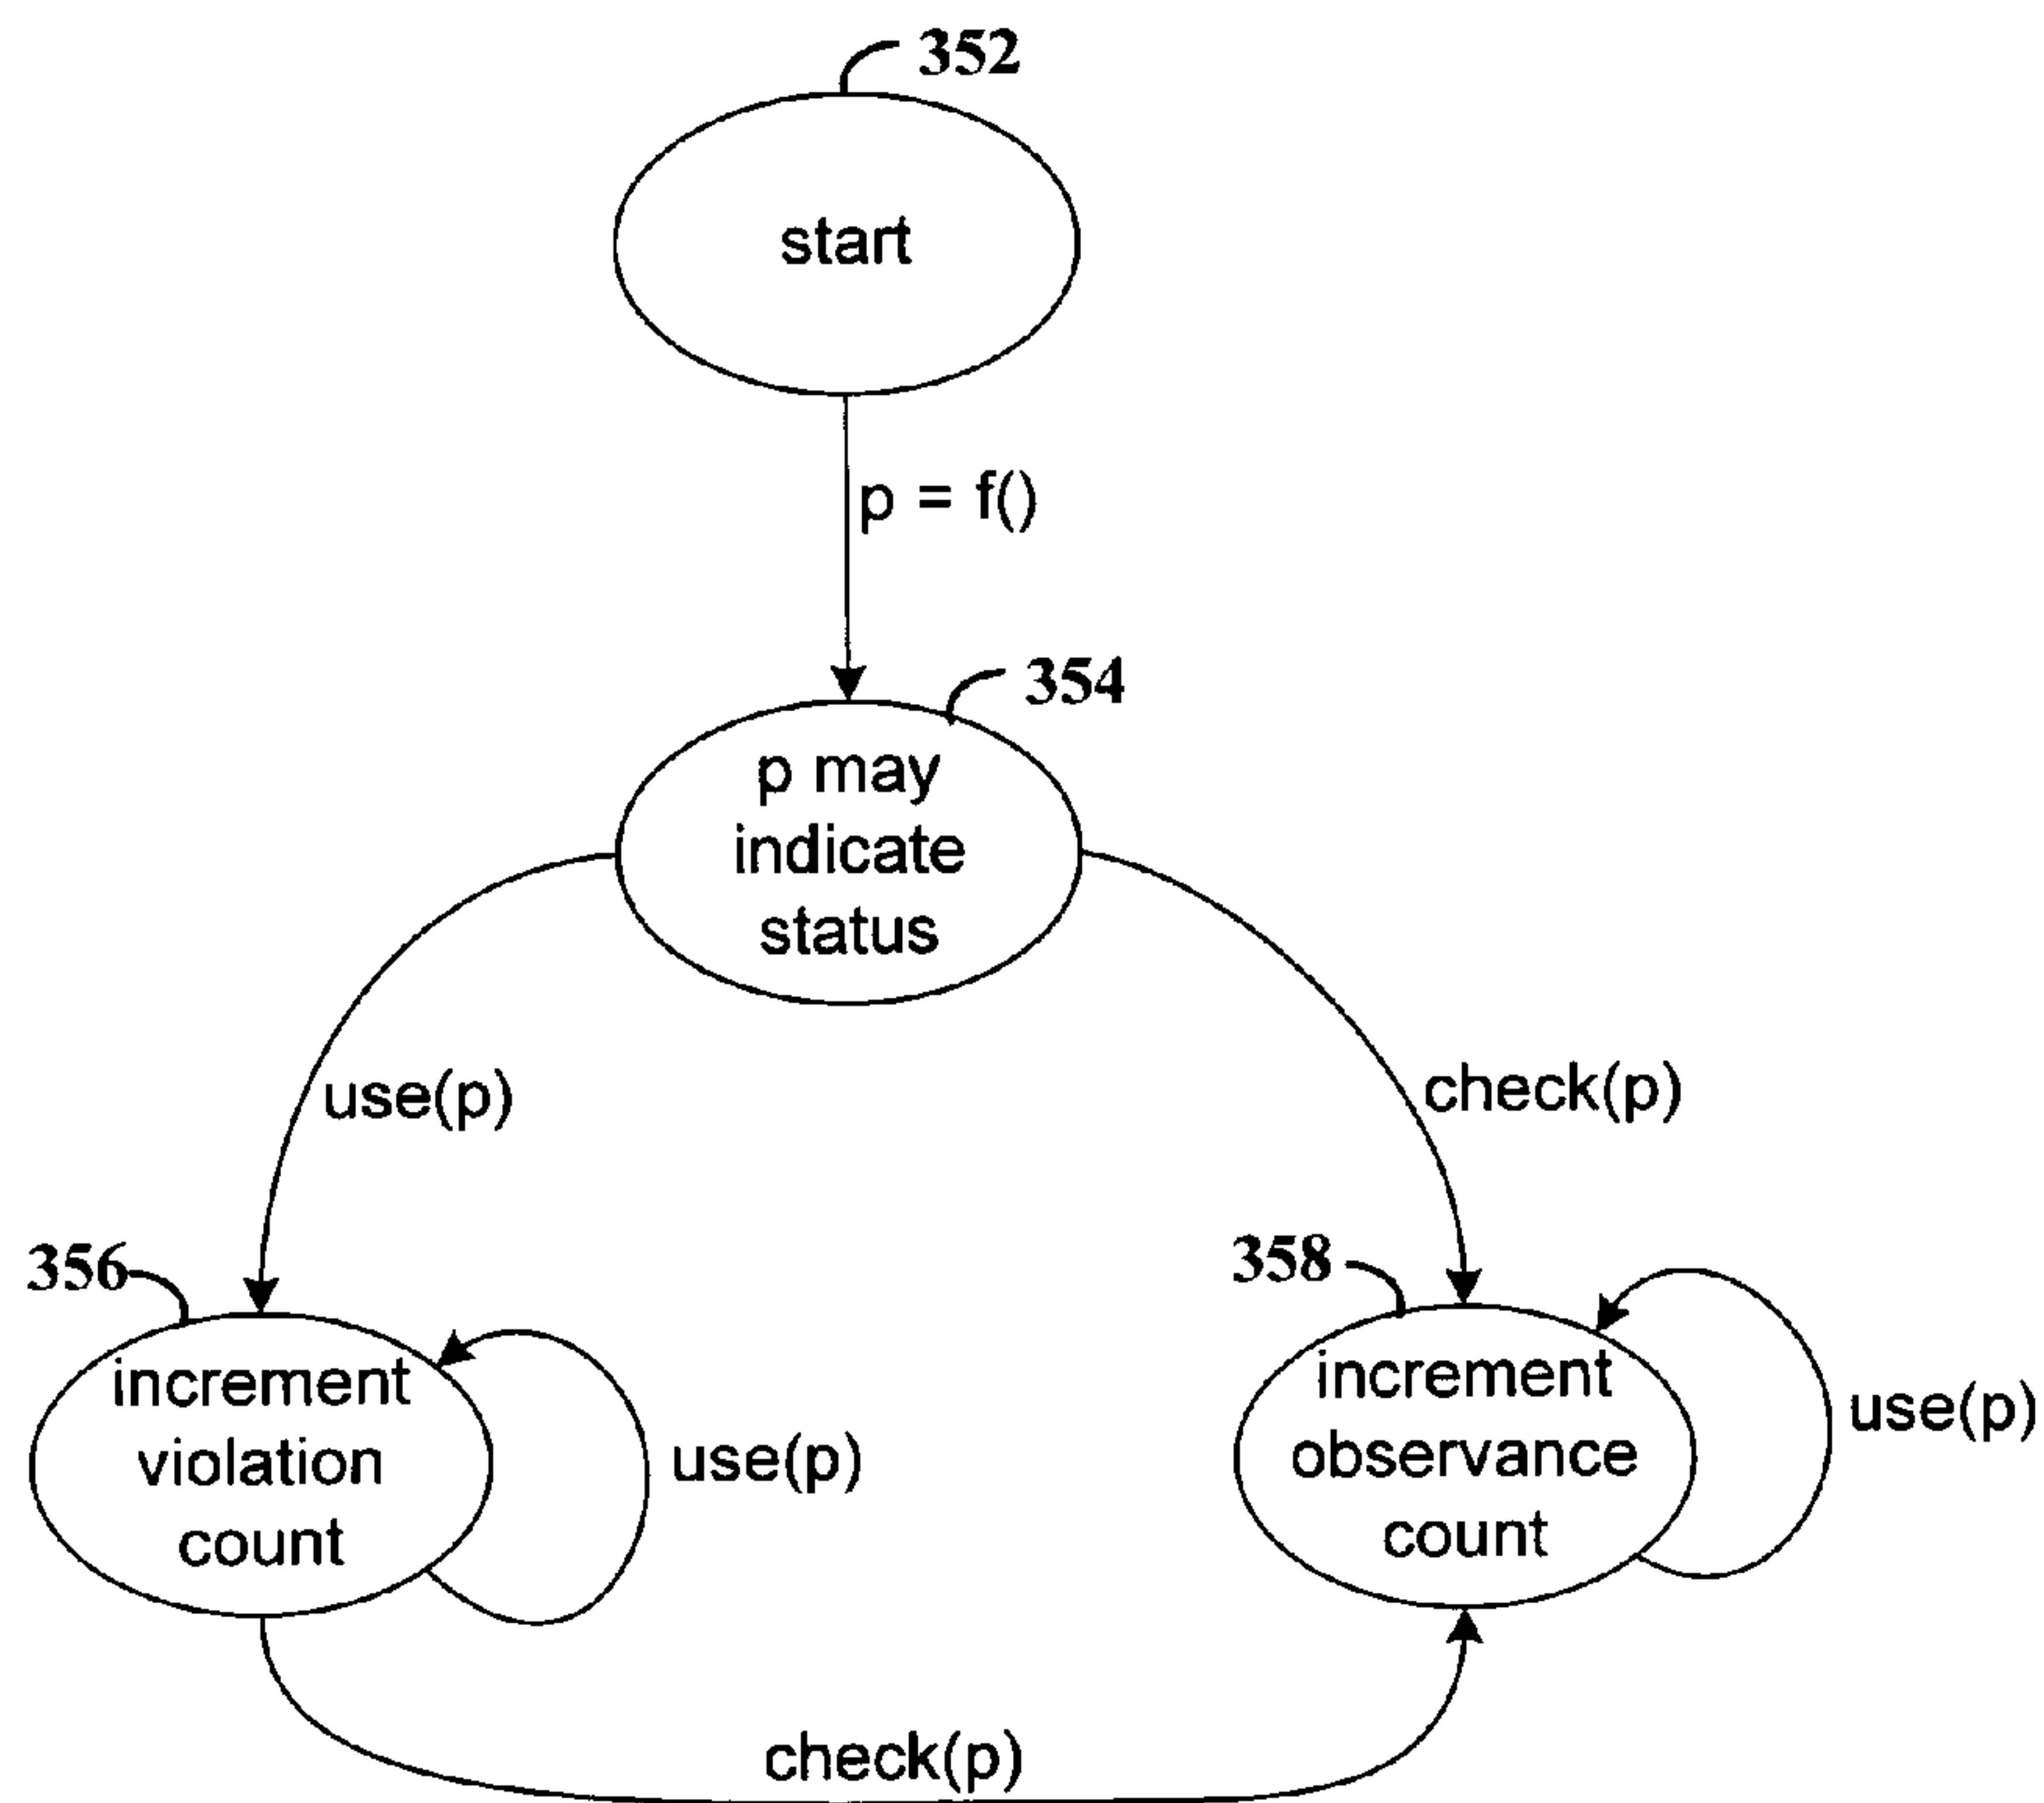 352
start
p = f()
354
p may
indicate
status
use(p)
check(p)
356
358
increment
violation
count
use(p)
increment
observance
count
use(p)
check(p)